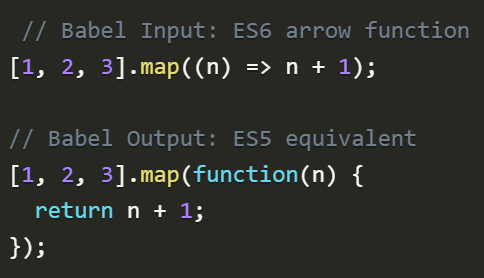 // Babel Input: ES6 arrow function
[1, 2, 3].map((n) => n + 1);
// Babel Output: ES5 equivalent
[1, 2, 3].map(function(n) {
  return n + 1;
});